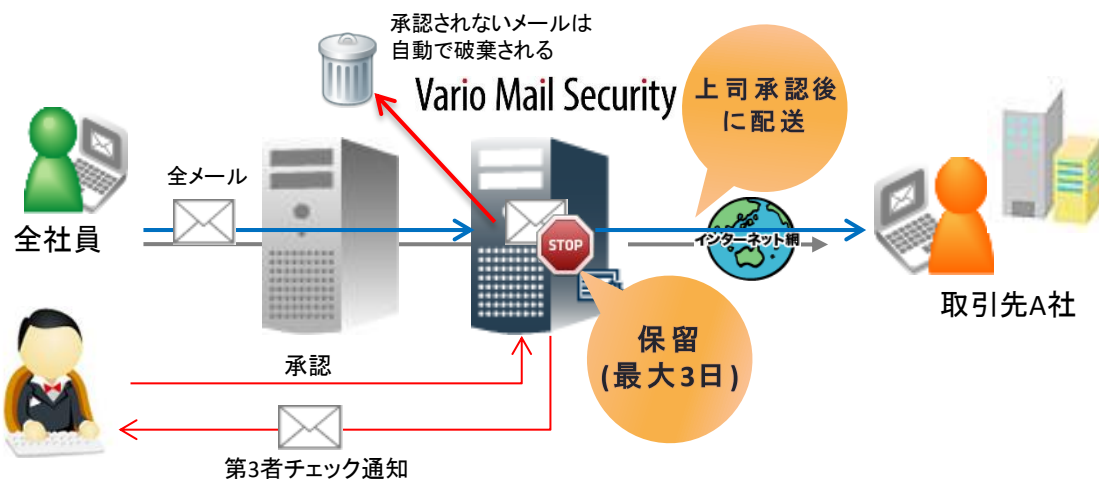 承認されないメールは
自動で破棄される
Vario Mail Security
上司承認後
に配送
全メール
STOP
インターネット網
全社員
取引先A社
保留
(最大3日)
承認
第3者チェック通知